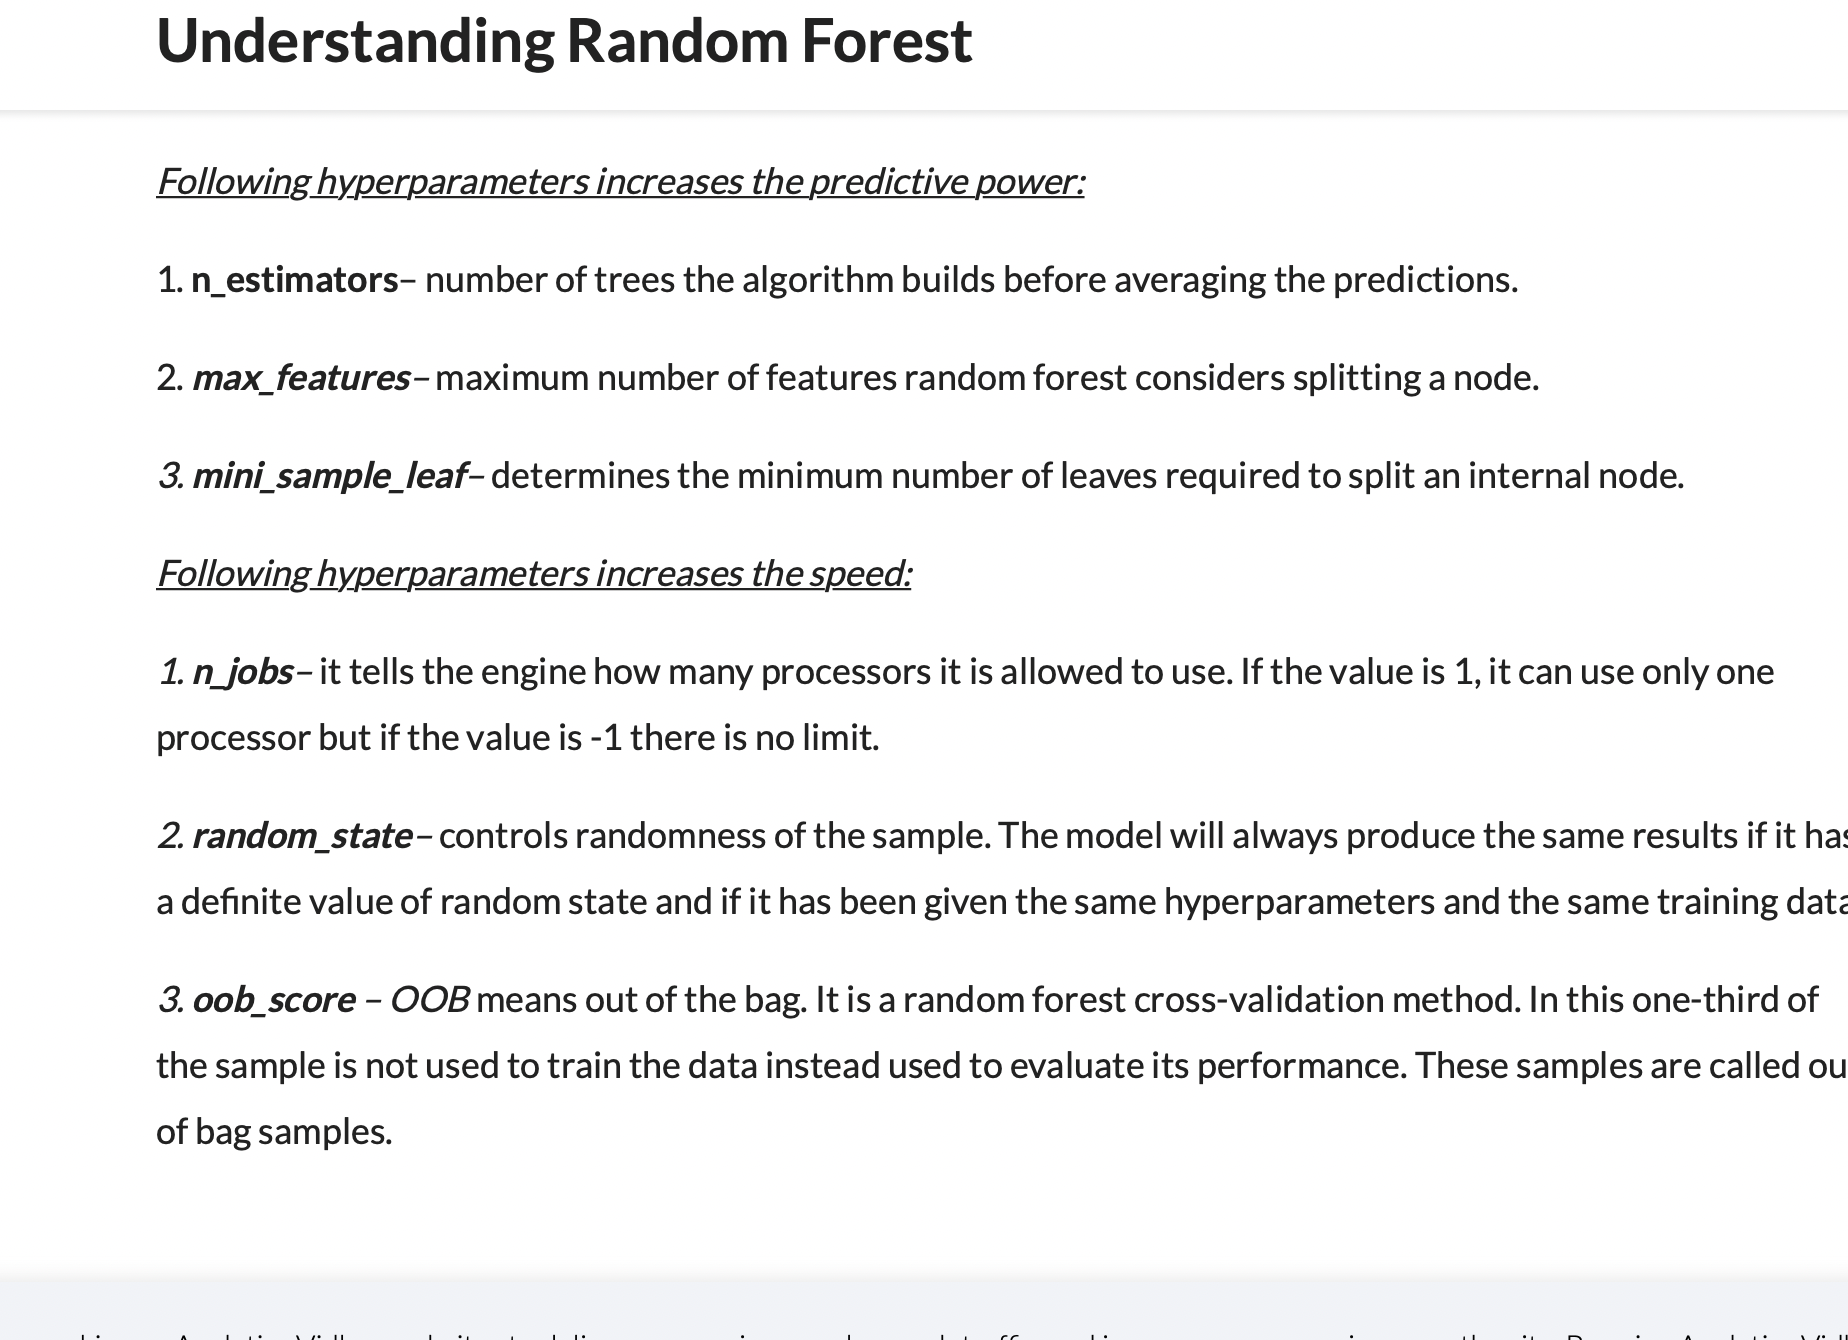 Understanding Random Forest
Following hyperparameters increases the predictive power:
1. n_estimators– number of trees the algorithm builds before averaging the predictions.
2. max_features– maximum number of features random forest considers splitting a node.
3. mini_sample_leaf– determines the minimum number of leaves required to split an internal node.
Following hyperparameters increases the speed:
1. n_jobs– it tells the engine how many processors it is allowed to use. If the value is 1, it can use only one
processor but if the value is -1 there is no limit.
2. random_state– controls randomness of the sample. The model will always produce the same results if it has
a definite value of random state and if it has been given the same hyperparameters and the same training data
3. oob_score – OOB means out of the bag. It is a random forest cross-validation method. In this one-third of
the sample is not used to train the data instead used to evaluate its performance. These samples are called ou
of bag samples.